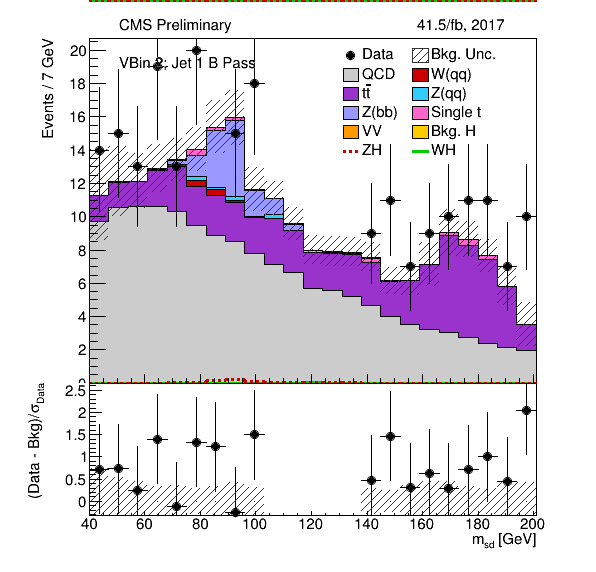 CMS Preliminary 41.5/fb, 2017
VBin 2; Jet 1 B Pass
Events / 7 GeV
Data Bkg. Unc.
QCD W(qq)
tt̄ Z(qq)
Z(bb) Single t
VV Bkg. H
ZH WH
20
18
16
14
12
10
8
6
4
2
0
(Data - Bkg)/σData
2.5
2
1.5
1
0.5
0
40 60 80 100 120 140 160 180 200
msd [GeV]